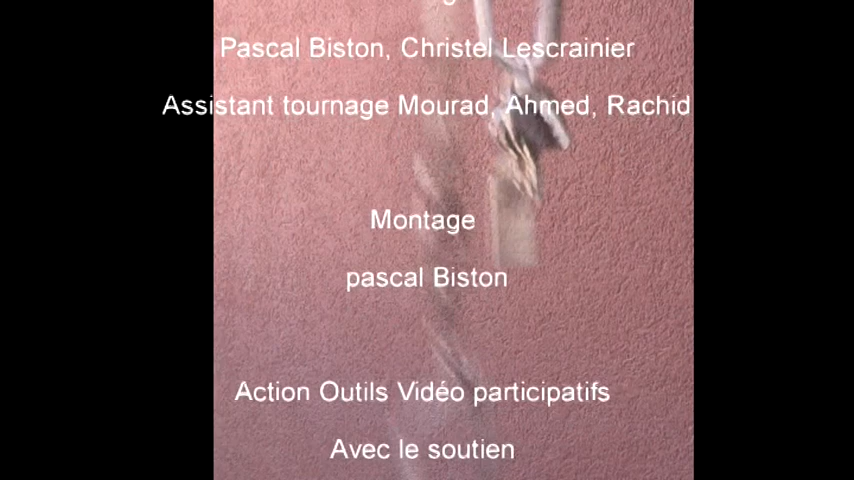 Pascal Biston, Christel Lescrainier
Assistant tournage Mourad, Ahmed, Rachid
Montage
pascal Biston
Action Outils Vidéo participatifs
Avec le soutien